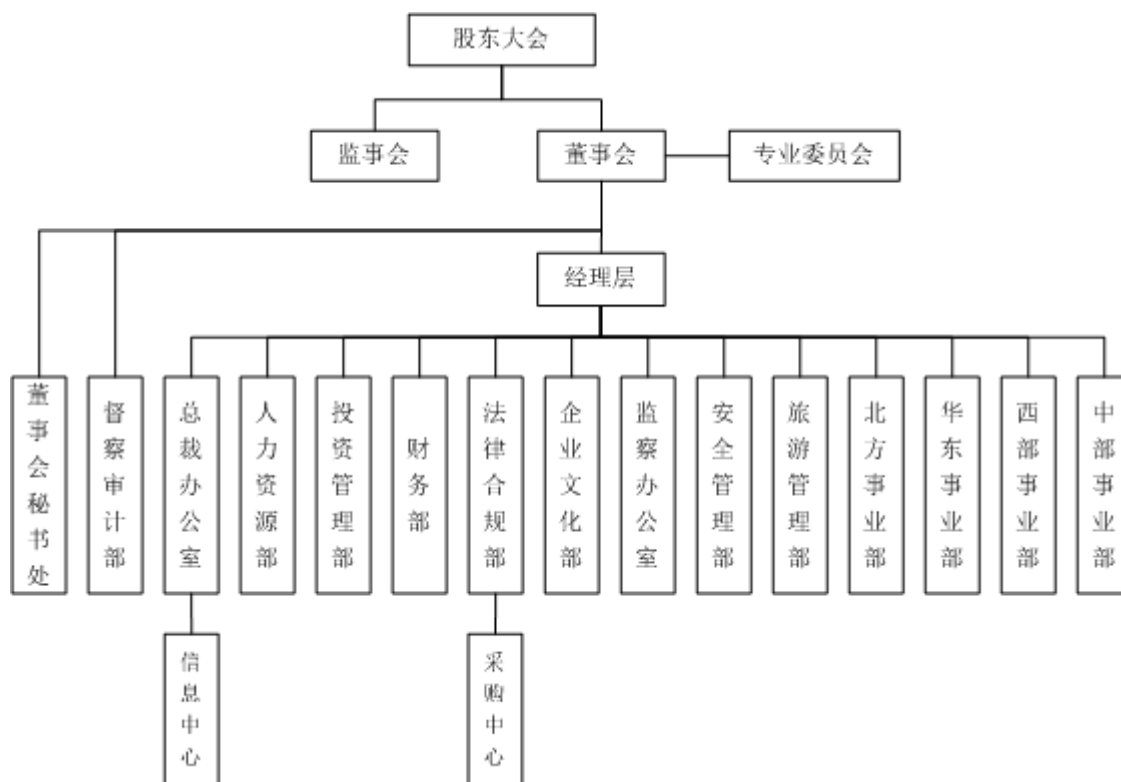 股东大会
监事会
董事会
专业委员会
经理层
董事会秘书处
督察审计部
总裁办公室
人力资源部
投资管理部
财务部
法律合规部
企业文化部
监察办公室
安全管理部
旅游管理部
北方事业部
华东事业部
西部事业部
中部事业部
信息中心
采购中心